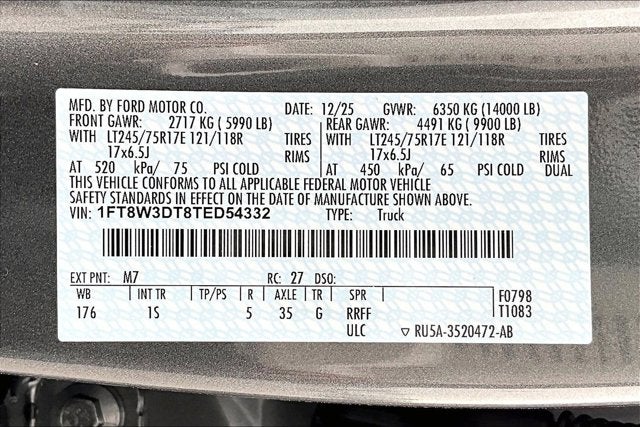 MFD. BY FORD MOTOR CO. DATE: 12/25 GVWR: 6350 KG (14000 LB)
FRONT GAWR: 2717 KG ( 5990 LB) REAR GAWR: 4491 KG ( 9900 LB)
WITH LT245/75R17E 121/118R TIRES WITH LT245/75R17E 121/118R TIRES
17x6.5J RIMS 17x6.5J RIMS
AT 520 kPa/ 75 PSI COLD AT 450 kPa/ 65 PSI COLD DUAL
THIS VEHICLE CONFORMS TO ALL APPLICABLE FEDERAL MOTOR VEHICLE
SAFETY STANDARDS IN EFFECT ON THE DATE OF MANUFACTURE SHOWN ABOVE.
VIN: 1FT8W3DT8TED54332 TYPE: Truck
EXT PNT: M7 RC: 27 DSO:
WB INT TR TP/PS R AXLE TR SPR F0798
176 1S 5 35 G RRFF T1083
ULC ▽ RU5A-3520472-AB